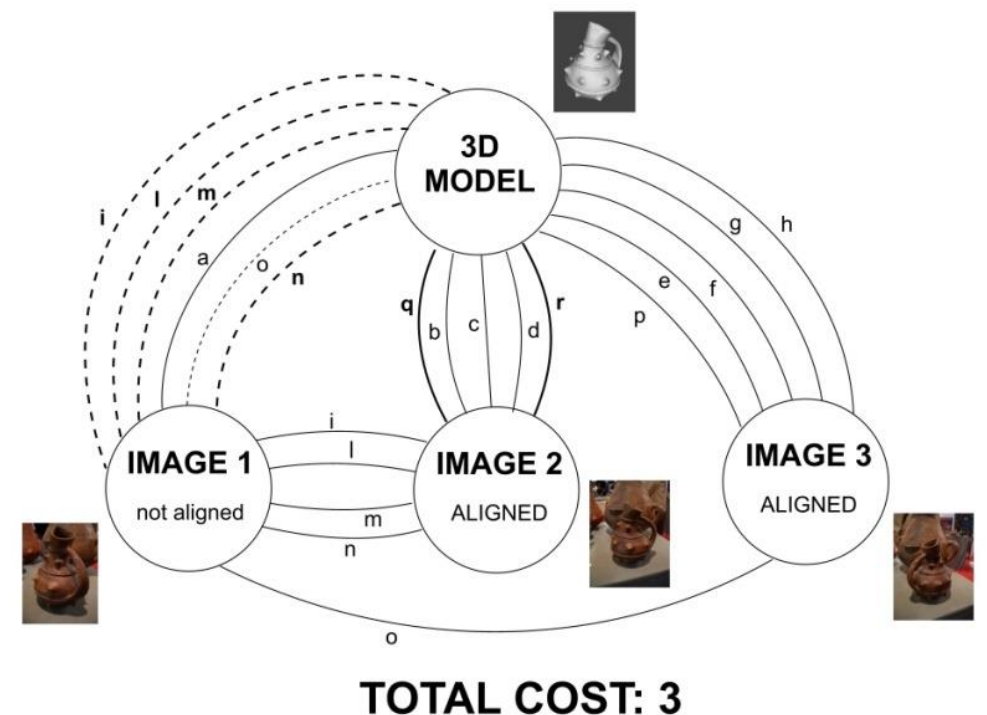 3D
MODEL
i
l
m
a
o
n
q
b
c
d
r
g
h
e
f
p
IMAGE 1
not aligned
i
l
m
n
IMAGE 2
ALIGNED
IMAGE 3
ALIGNED
o
TOTAL COST: 3